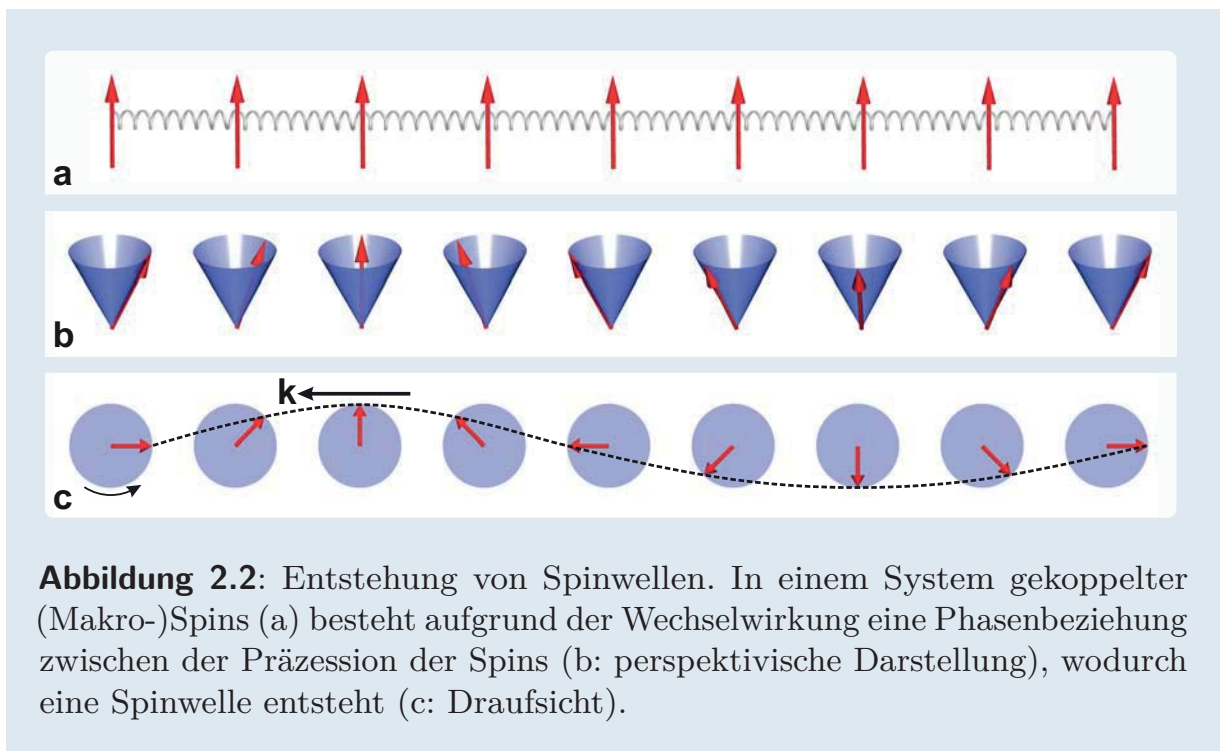 a
b
k
c
Abbildung 2.2: Entstehung von Spinwellen. In einem System gekoppelter
(Makro-)Spins (a) besteht aufgrund der Wechselwirkung eine Phasenbeziehung
zwischen der Präzession der Spins (b: perspektivische Darstellung), wodurch
eine Spinwelle entsteht (c: Draufsicht).